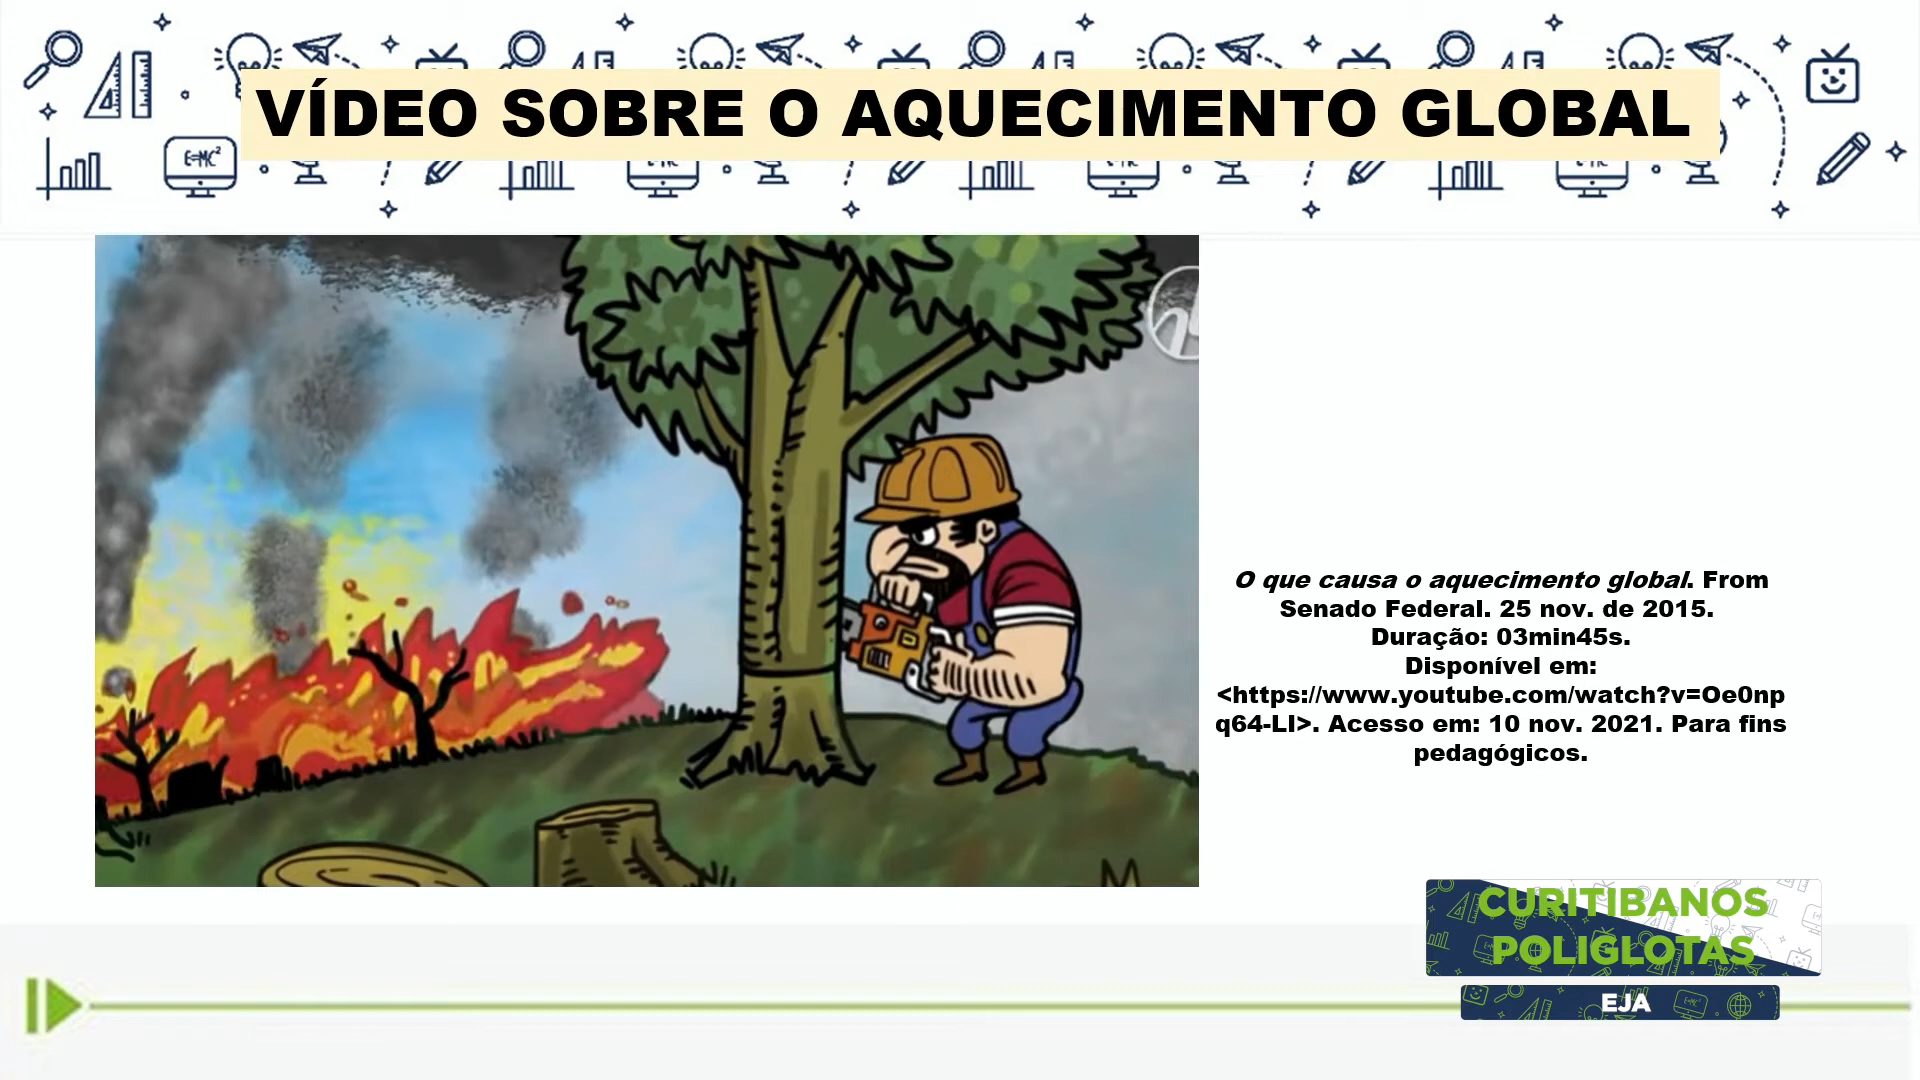 VÍDEO SOBRE O AQUECIMENTO GLOBAL
E=MC²
O que causa o aquecimento global. From
Senado Federal. 25 nov. de 2015.
Duração: 03min45s.
Disponível em:
<https://www.youtube.com/watch?v=Oe0np
q64-LI>. Acesso em: 10 nov. 2021. Para fins
pedagógicos.
CURITIBANOS
POLIGLOTAS
EJA